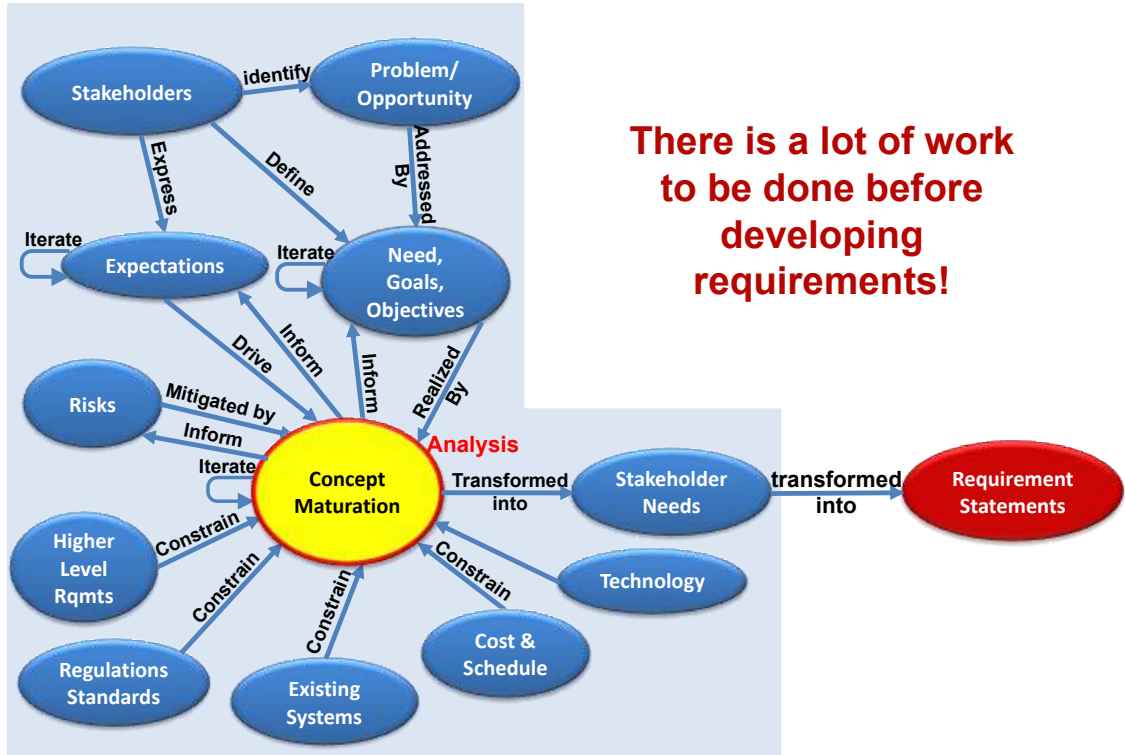 identify
Problem/
Opportunity
Stakeholders
Express
Define
Addressed
By
There is a lot of work
to be done before
developing
requirements!
Iterate
Expectations
Iterate
Need,
Goals,
Objectives
Drive
Inform
Inform
Realized
By
Risks
Mitigated by
Inform
Iterate
Analysis
Concept
Maturation
Transformed
into
Stakeholder
Needs
transformed
into
Requirement
Statements
Higher
Level
Rqmts
Constrain
Constrain
Constrain
Constrain
Technology
Cost &
Schedule
Regulations
Standards
Existing
Systems